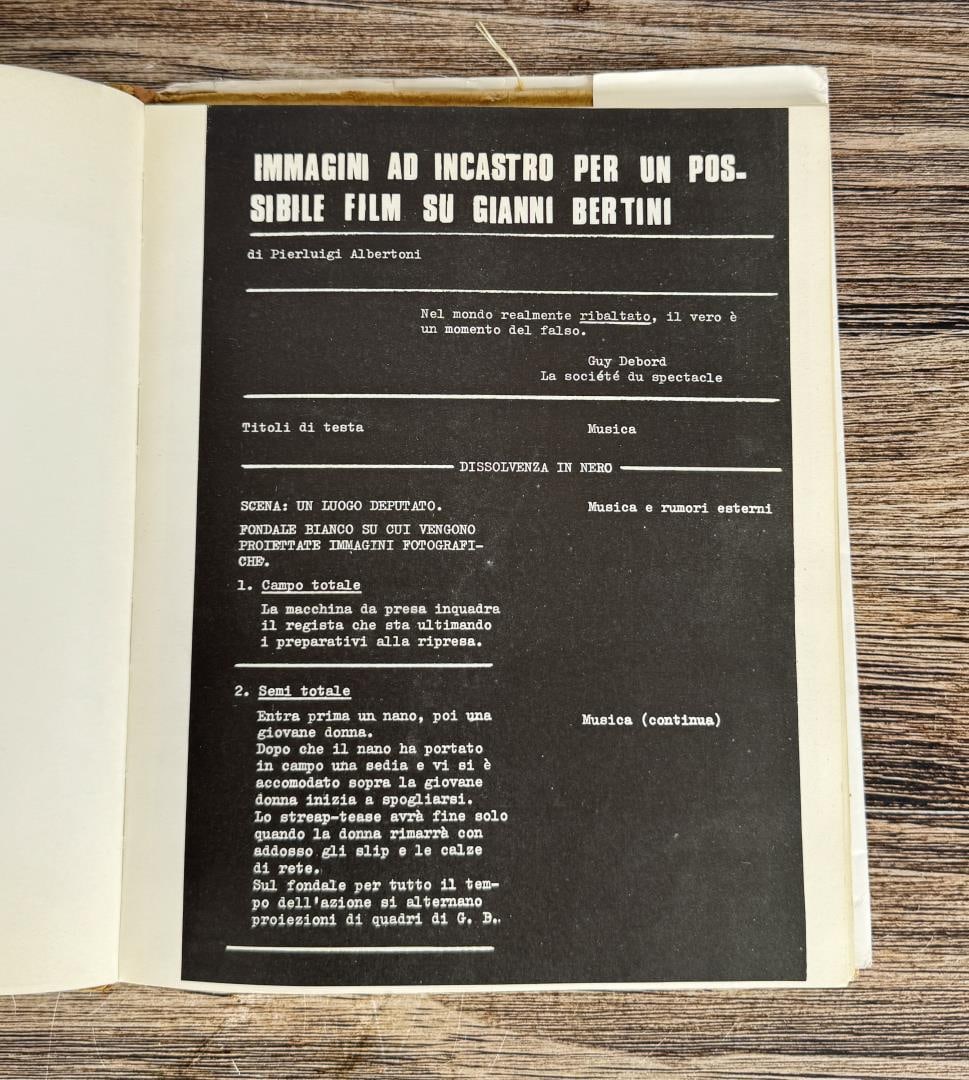 IMMAGINI AD INCASTRO PER UN POS-
SIBILE FILM SU GIANNI BERTINI
di Pierluigi Albertoni
Nel mondo realmente ribaltato, il vero è
un momento del falso.
Guy Debord
La société du spectacle
Titoli di testa
Musica
DISSOLVENZA IN NERO
SCENA: UN LUOGO DEPUTATO.
Musica e rumori esterni
FONDALE BIANCO SU CUI VENGONO
PROIETTATE IMMAGINI FOTOGRAFI-
CHE.
1. Campo totale
La macchina da presa inquadra
il regista che sta ultimando
i preparativi alla ripresa.
2. Semi totale
Entra prima un nano, poi una
giovane donna.
Musica (continua)
Dopo che il nano ha portato
in campo una sedia e vi si è
accomodato sopra la giovane
donna inizia a spogliarsi.
Lo streap-tease avrà fine solo
quando la donna rimarrà con
addosso gli slip e le calze
di rete.
Sul fondale per tutto il tem-
po dell'azione si alternano
proiezioni di quadri di G. B..